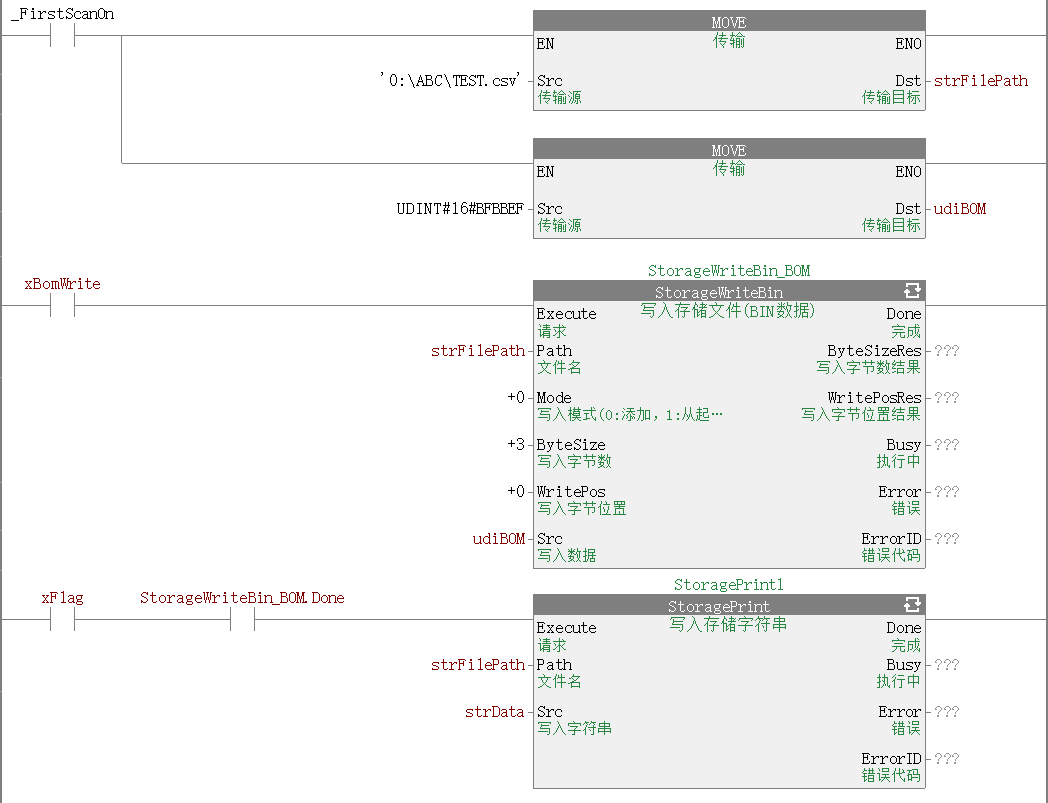 _FirstScanOn
MOVE
传输
EN ENO
'0:\ABC\TEST.csv' Src Dst strFilePath
传输源 传输目标
MOVE
传输
EN ENO
UDINT#16#BFBBEF Src Dst udiBOM
传输源 传输目标
StorageWriteBin_BOM
xBomWrite
StorageWriteBin
写入存储文件(BIN数据)
Execute Done
请求 完成
strFilePath Path ByteSizeRes ???
文件名 写入字节数结果
+0 Mode WritePosRes ???
写入模式(0:添加，1:从起… 写入字节位置结果
+3 ByteSize Busy ???
写入字节数 执行中
+0 WritePos Error ???
写入字节位置 错误
udiBOM Src ErrorID ???
写入数据 错误代码
StoragePrint1
xFlag StorageWriteBin_BOM.Done
StoragePrint
写入存储字符串
Execute Done
请求 完成
strFilePath Path Busy ???
文件名 执行中
strData Src Error ???
写入字符串 错误
ErrorID ???
错误代码